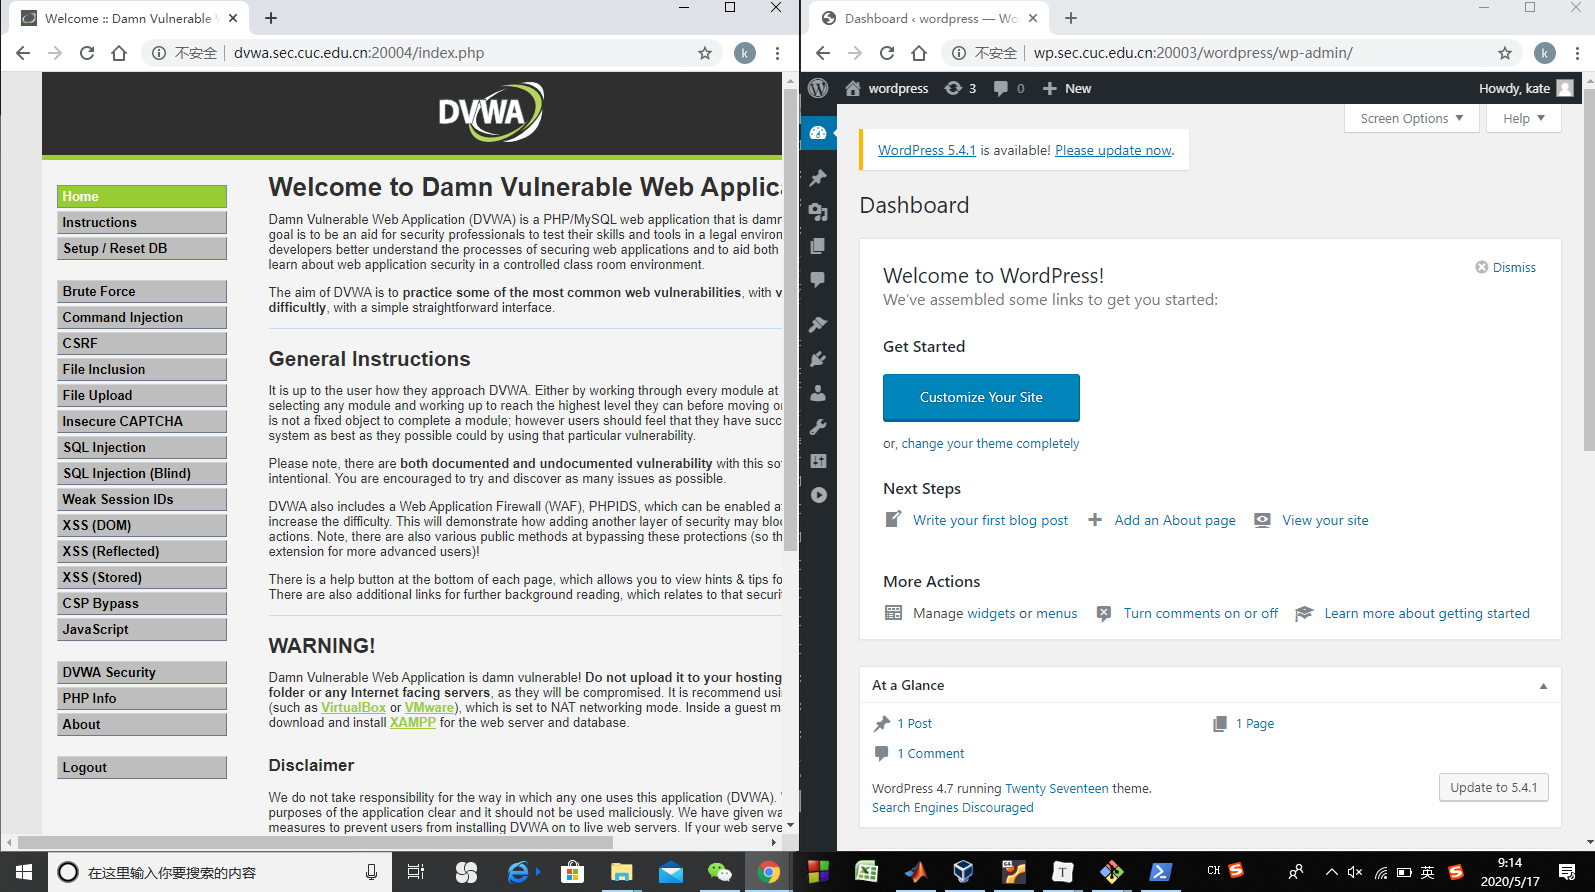 Welcome :: Damn Vulnerable
不安全 dvwa.sec.cuc.edu.cn:20004/index.php
k
DVWA
Home
Instructions
Setup / Reset DB
Brute Force
Command Injection
CSRF
File Inclusion
File Upload
Insecure CAPTCHA
SQL Injection
SQL Injection (Blind)
Weak Session IDs
XSS (DOM)
XSS (Reflected)
XSS (Stored)
CSP Bypass
JavaScript
DVWA Security
PHP Info
About
Logout
Welcome to Damn Vulnerable Web Applic
Damn Vulnerable Web Application (DVWA) is a PHP/MySQL web application that is damn
goal is to be an aid for security professionals to test their skills and tools in a legal environ
developers better understand the processes of securing web applications and to aid both
learn about web application security in a controlled class room environment.
The aim of DVWA is to practice some of the most common web vulnerabilities, with v
difficultly, with a simple straightforward interface.
General Instructions
It is up to the user how they approach DVWA. Either by working through every module at
selecting any module and working up to reach the highest level they can before moving o
is not a fixed object to complete a module; however users should feel that they have succ
system as best as they possible could by using that particular vulnerability.
Please note, there are both documented and undocumented vulnerability with this so
intentional. You are encouraged to try and discover as many issues as possible.
DVWA also includes a Web Application Firewall (WAF), PHPIDS, which can be enabled a
increase the difficulty. This will demonstrate how adding another layer of security may blo
actions. Note, there are also various public methods at bypassing these protections (so th
extension for more advanced users)!
There is a help button at the bottom of each page, which allows you to view hints & tips fo
There are also additional links for further background reading, which relates to that securi
WARNING!
Damn Vulnerable Web Application is damn vulnerable! Do not upload it to your hosting
folder or any Internet facing servers, as they will be compromised. It is recommend usi
(such as VirtualBox or VMware), which is set to NAT networking mode. Inside a guest m
download and install XAMPP for the web server and database.
Disclaimer
We do not take responsibility for the way in which any one uses this application (DVWA).
purposes of the application clear and it should not be used maliciously. We have given wa
measures to prevent users from installing DVWA on to live web servers. If your web serve
Dashboard ‹ wordpress — Wo
不安全 wp.sec.cuc.edu.cn:20003/wordpress/wp-admin/
k
wordpress 3 0 New Howdy, kate
Screen Options Help
WordPress 5.4.1 is available! Please update now.
Dashboard
Welcome to WordPress!
Dismiss
We've assembled some links to get you started:
Get Started
Customize Your Site
or, change your theme completely
Next Steps
Write your first blog post Add an About page View your site
More Actions
Manage widgets or menus Turn comments on or off Learn more about getting started
At a Glance
1 Post 1 Page
1 Comment
WordPress 4.7 running Twenty Seventeen theme.
Update to 5.4.1
Search Engines Discouraged
在这里输入你要搜索的内容
T
CH
英
9:14
2020/5/17